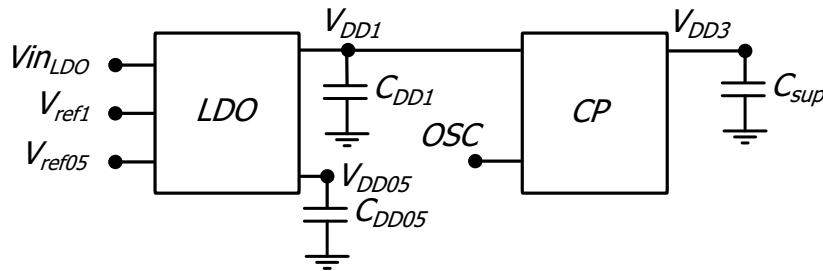 V_DD1
V_DD3
Vin_LDO
V_ref1
V_ref05
LDO
C_DD1
OSC
CP
C_sup
V_DD05
C_DD05